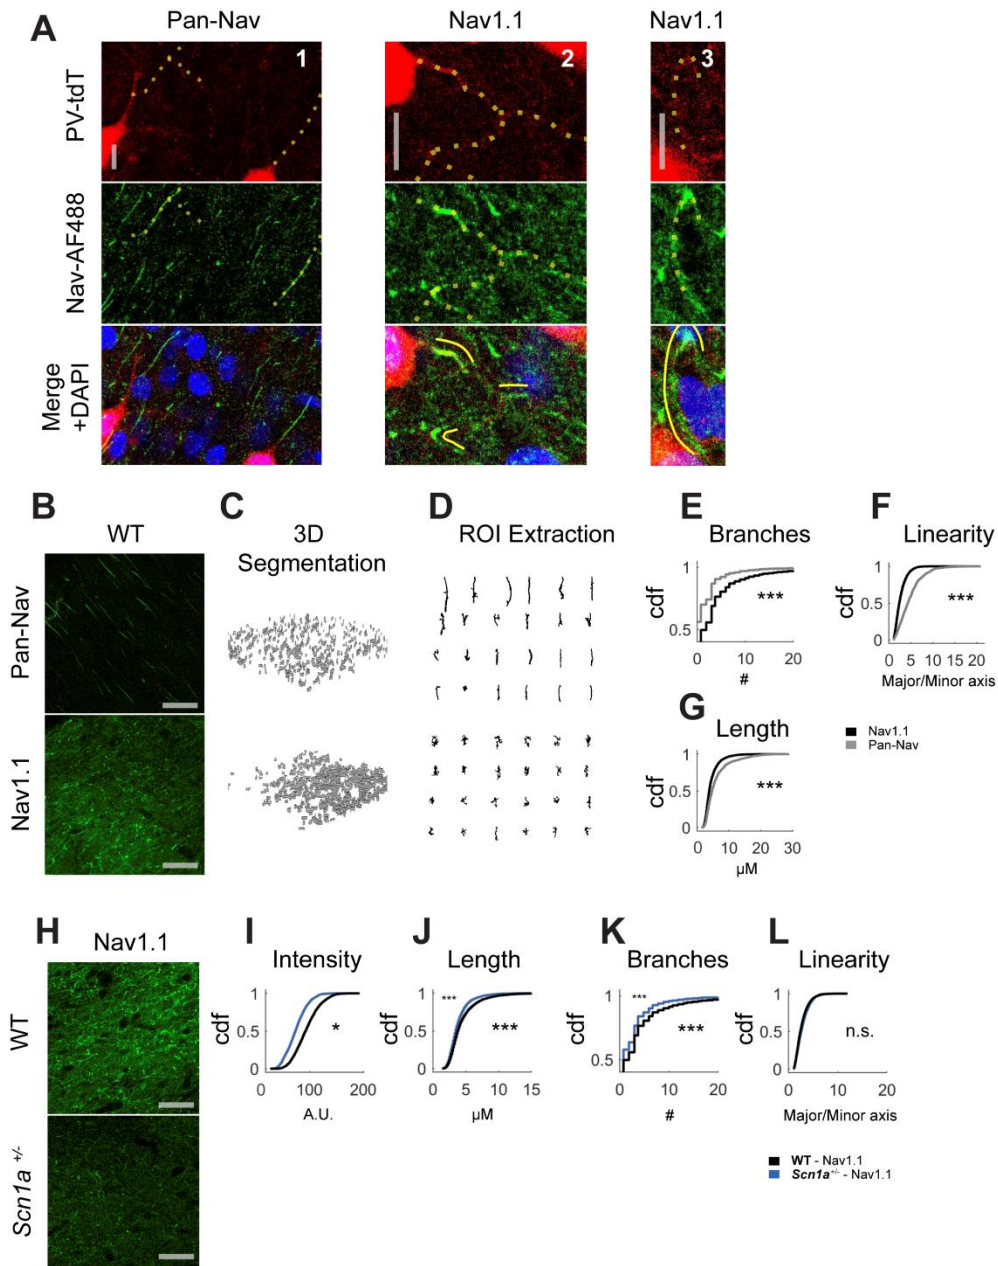 A
Pan-Nav
Nav1.1
Nav1.1
PV-tdT
1
2
3
Nav-AF488
Merge
+DAPI
B
WT
Pan-Nav
Nav1.1
C
3D
Segmentation
D
ROI Extraction
E
Branches
cdf
1
0.5
***
0
10
20
#
F
Linearity
cdf
1
0.5
0
***
0
5
10
15
20
Major/Minor axis
G
Length
cdf
1
0.5
0
***
0
10
20
30
µM
Nav1.1
Pan-Nav
H
Nav1.1
WT
Scn1a +/-
I
Intensity
cdf
1
0.5
0
*
0
100
200
A.U.
J
Length
cdf
1
0.5
0
***
***
0
5
10
15
µM
K
Branches
cdf
1
0.5
***
***
0
10
20
#
L
Linearity
cdf
1
0.5
0
n.s.
0
10
20
Major/Minor axis
WT - Nav1.1
Scn1a+/- - Nav1.1